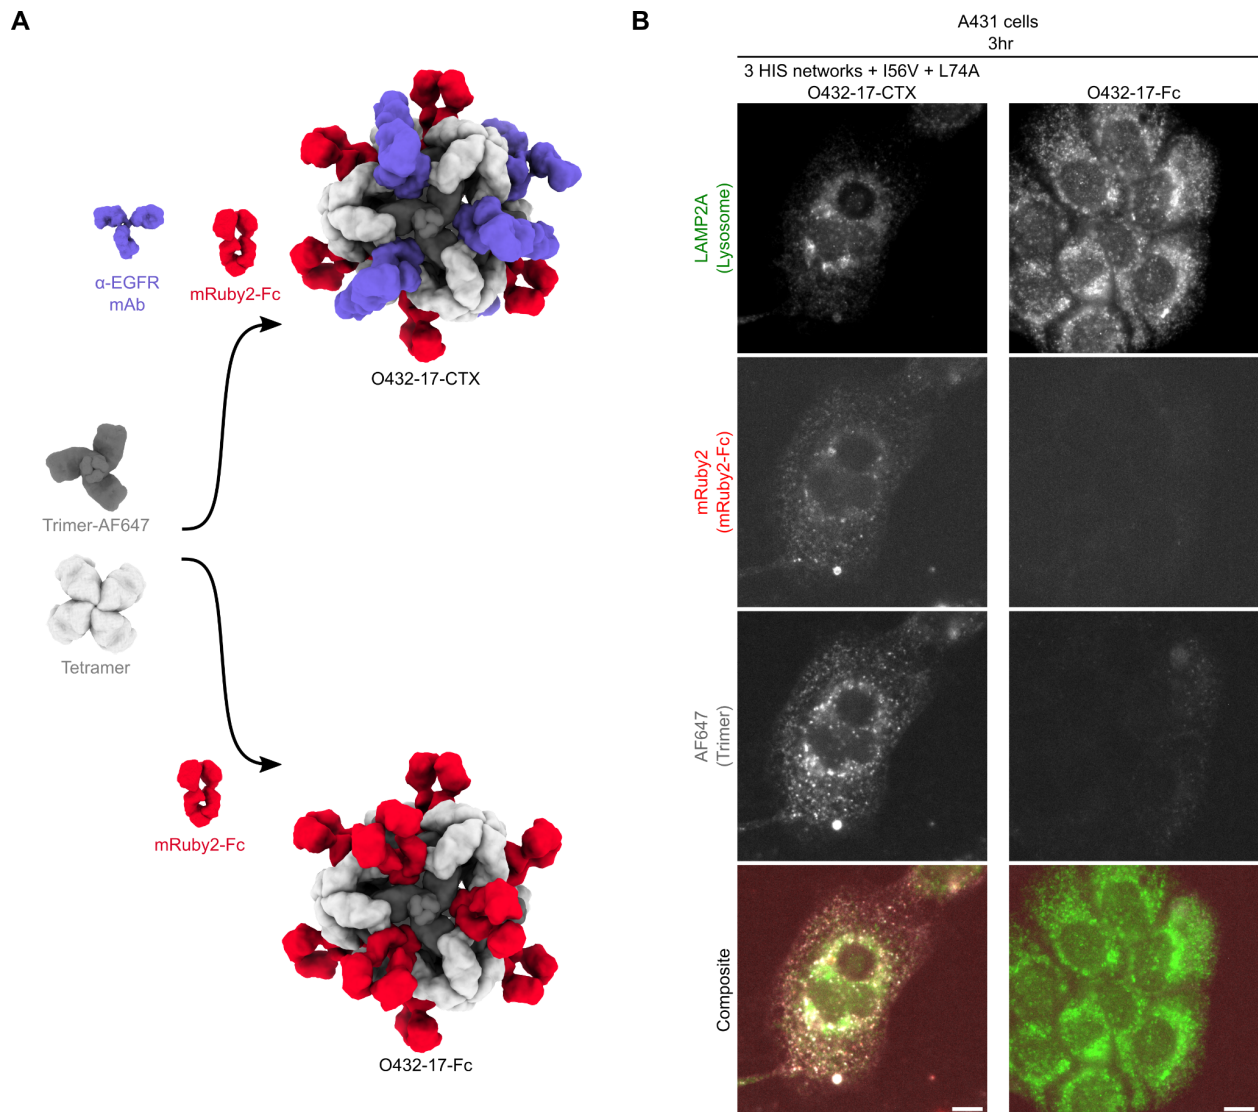 A
α-EGFR
mAb
mRuby2-Fc
O432-17-CTX
Trimer-AF647
Tetramer
mRuby2-Fc
O432-17-Fc
B
A431 cells
3hr
3 HIS networks + I56V + L74A
O432-17-CTX
O432-17-Fc
LAMP2A
(Lysosome)
mRuby2
(mRuby2-Fc)
AF647
(Trimer)
Composite